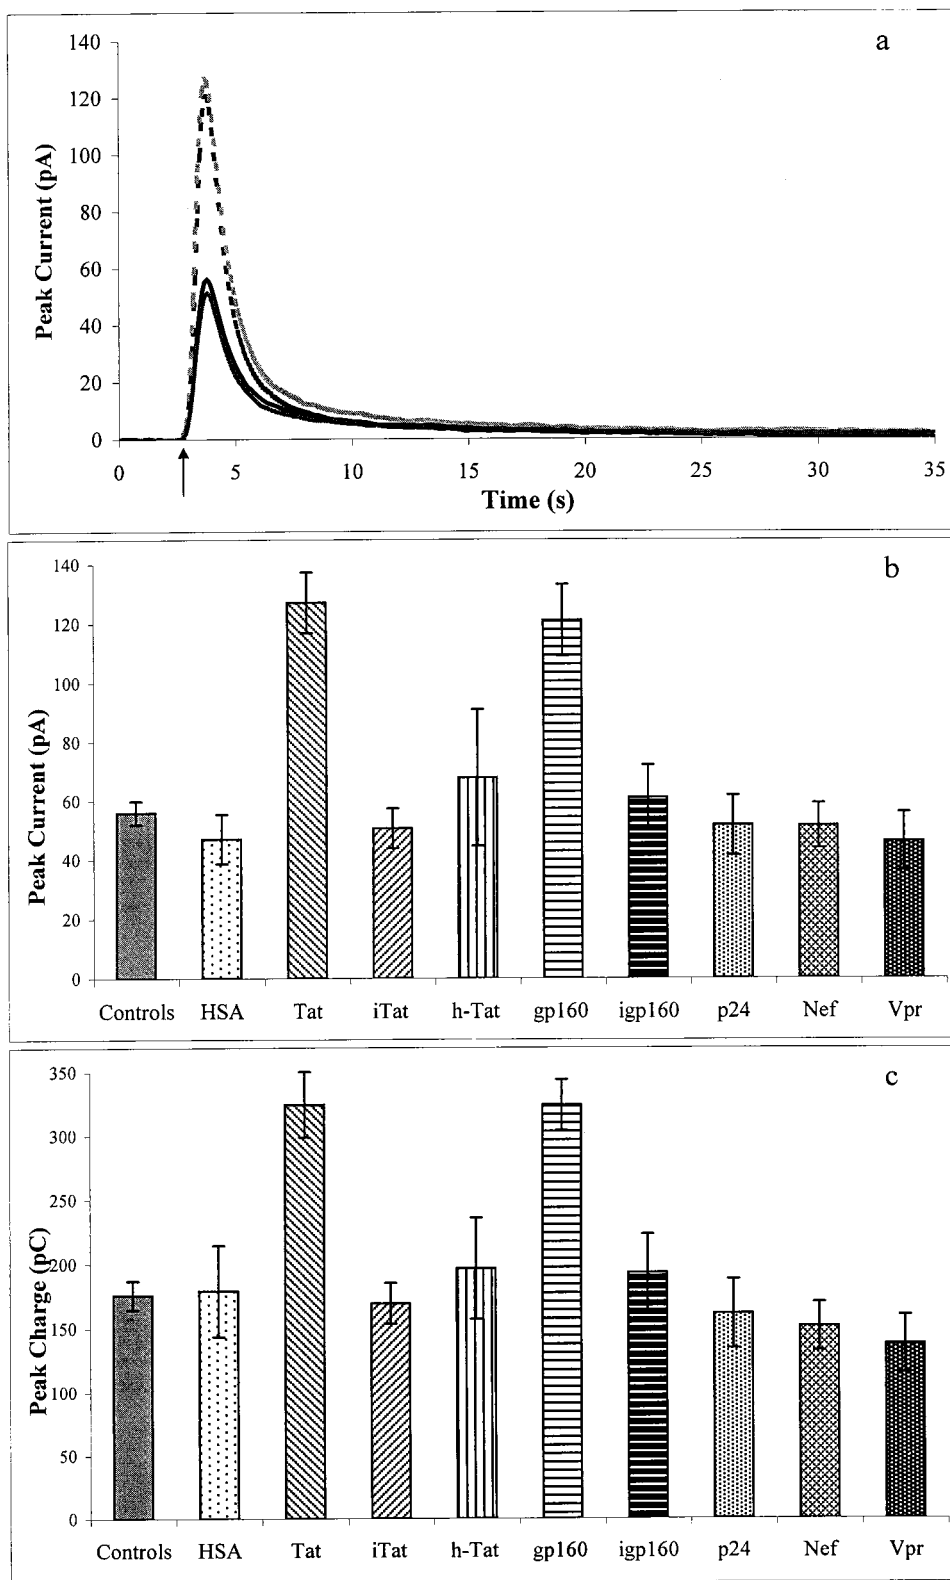 a
140
120
100
80
60
40
20
0
Peak Current (pA)
0 5 10 15 20 25 30 35
Time (s)
b
140
120
100
80
60
40
20
0
Peak Current (pA)
Controls HSA Tat iTat h-Tat gp160 igp160 p24 Nef Vpr
c
350
300
250
200
150
100
50
0
Peak Charge (pC)
Controls HSA Tat iTat h-Tat gp160 igp160 p24 Nef Vpr